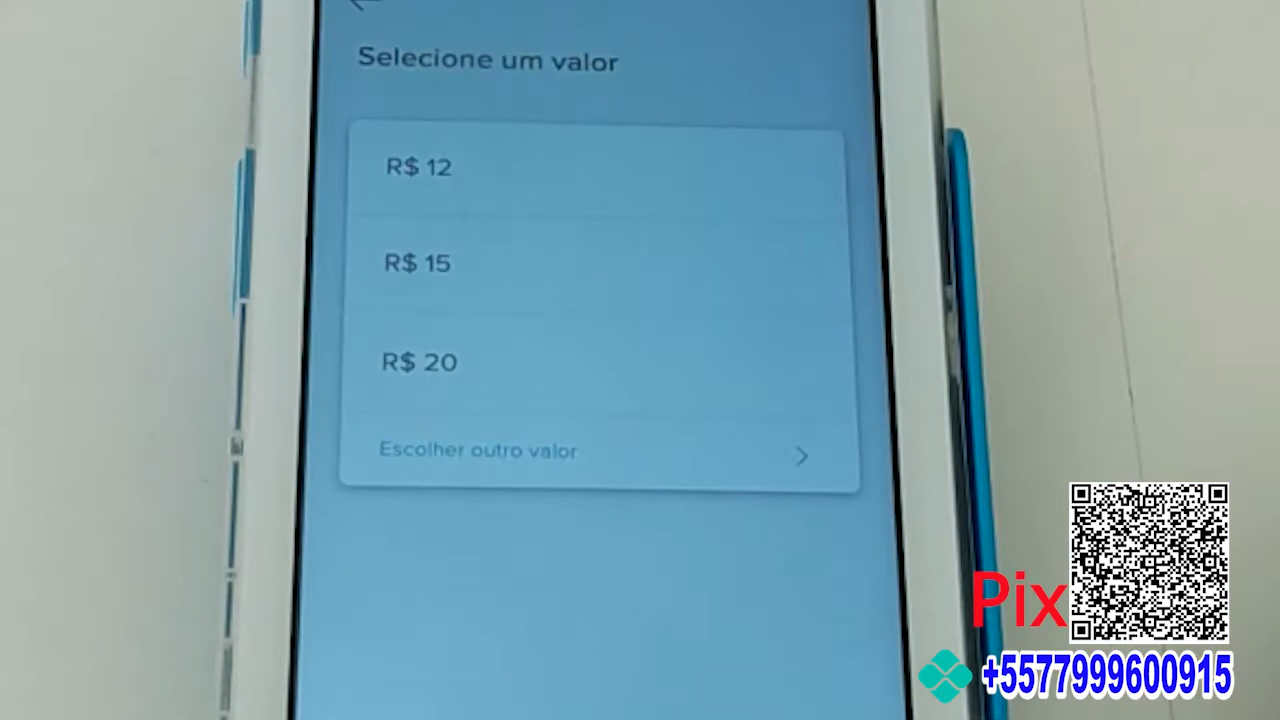 Selecione um valor
R$ 12
R$ 15
R$ 20
Escolher outro valor
Pix
+5577999600915